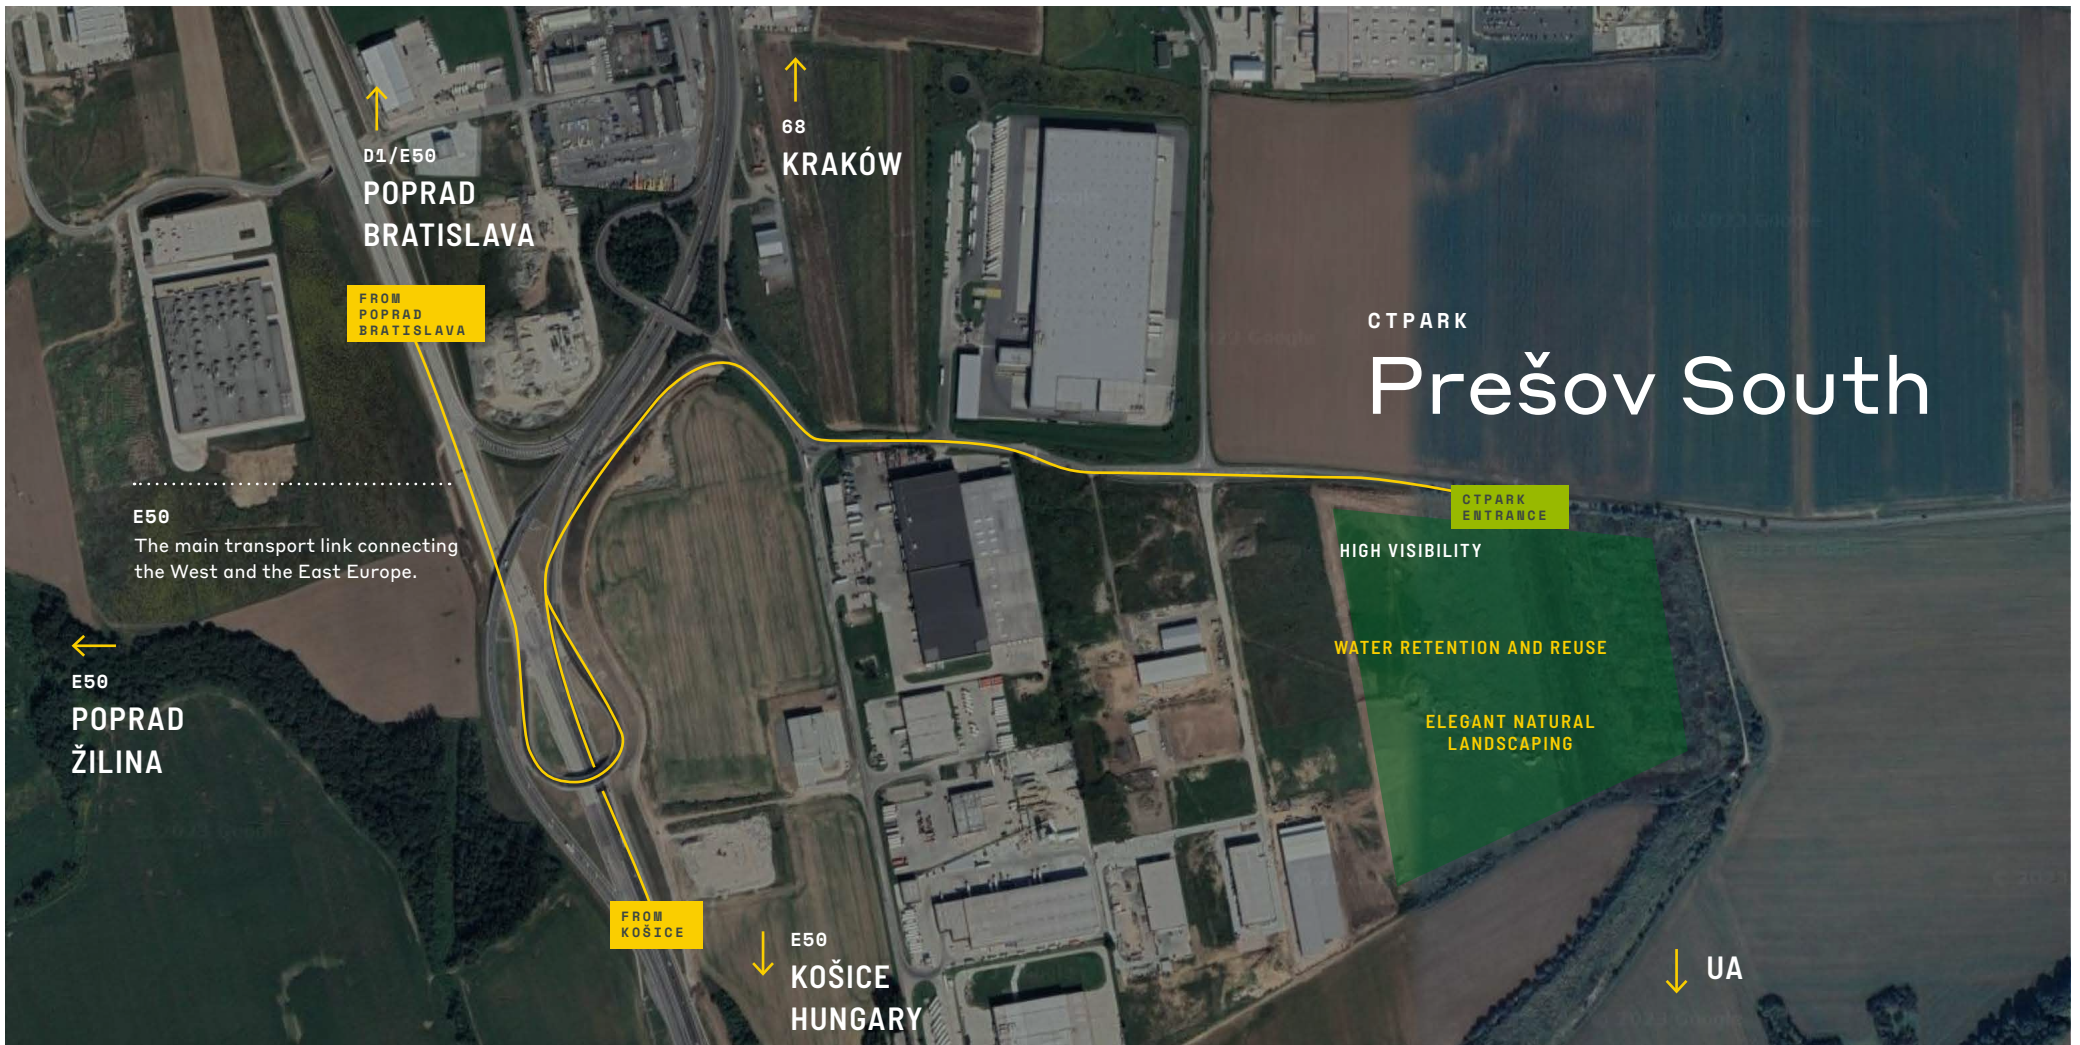 68
KRAKÓW
D1/E50
POPRAD
BRATISLAVA
FROM
POPRAD
BRATISLAVA
CTPARK
Prešov South
E50
The main transport link connecting
the West and the East Europe.
CTPARK
ENTRANCE
HIGH VISIBILITY
WATER RETENTION AND REUSE
E50
POPRAD
ŽILINA
ELEGANT NATURAL
LANDSCAPING
FROM
KOŠICE
E50
KOŠICE
HUNGARY
UA